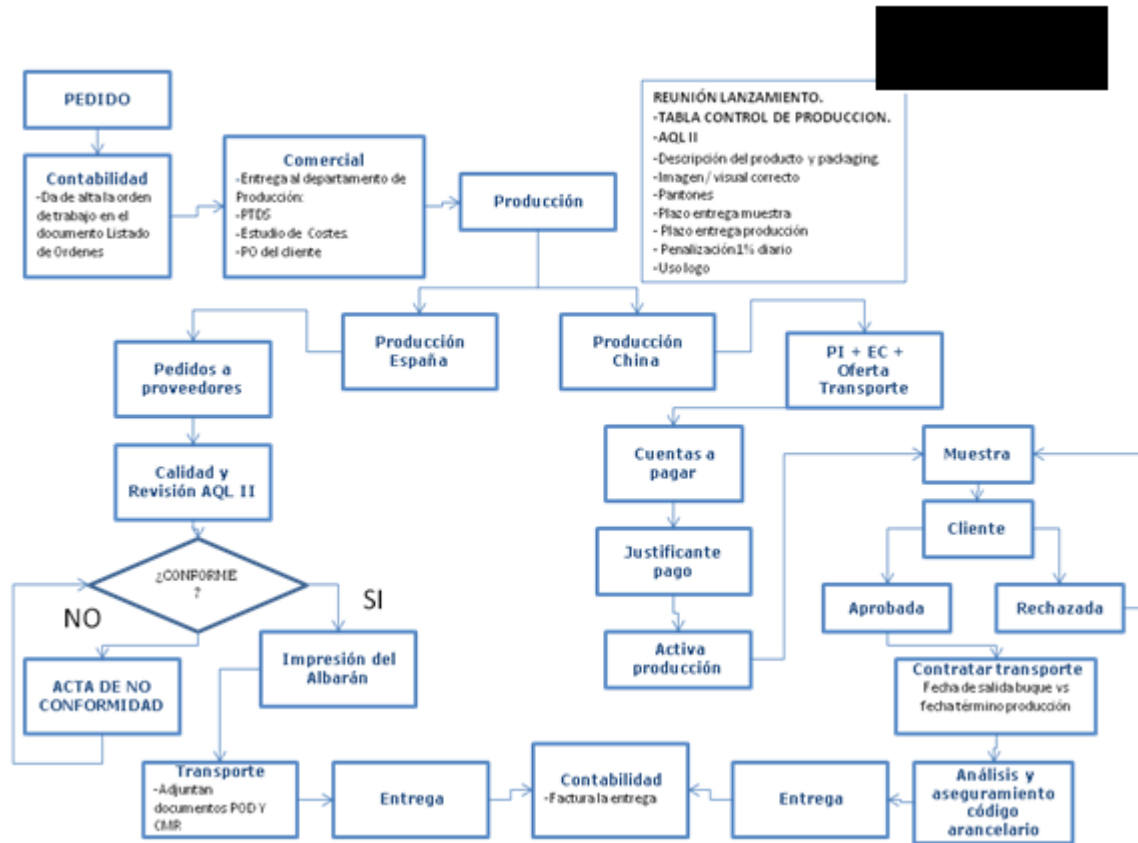 PEDIDO
Contabilidad
-Da de alta la orden
de trabajo en el
documento Listado
de Ordenes
Comercial
-Entrega al departamento de
Producción:
-PTDS
-Estudio de Costes.
-PO del cliente
Producción
REUNIÓN LANZAMIENTO.
-TABLA CONTROL DE PRODUCCION.
-AQL II
-Descripción del producto y packaging.
-Imagen / visual correcto
-Pantones
-Plazo entrega muestra
- Plazo entrega producción
- Penalización 1% diario
-Uso logo
Producción
España
Producción
China
PI + EC +
Oferta
Transporte
Pedidos a
proveedores
Calidad y
Revisión AQL II
¿CONFORME
?
NO
SI
ACTA DE NO
CONFORMIDAD
Impresión del
Albarán
Cuentas a
pagar
Justificante
pago
Activa
producción
Muestra
Cliente
Aprobada
Rechazada
Contratar transporte
Fecha de salida buque vs
fecha término producción
Transporte
-Adjuntan
documentos POD Y
CMR
Entrega
Contabilidad
-Factura la entrega
Entrega
Análisis y
aseguramiento
código
arancelario